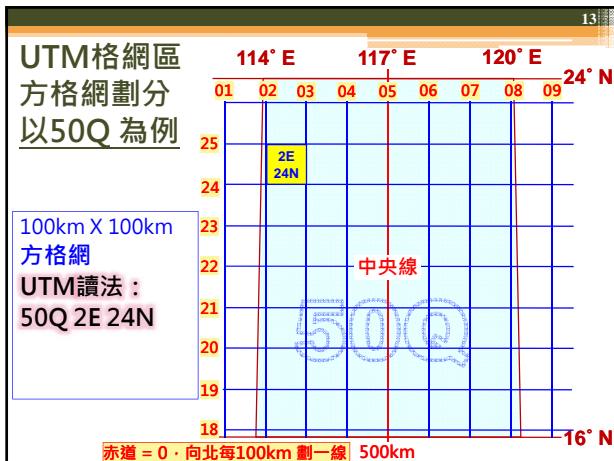 13
UTM格網區
方格網劃分
以50Q 為例
114° E 117° E 120° E
24° N
01 02 03 04 05 06 07 08 09
25
2E
24N
24
23
100km X 100km
方格網
UTM讀法：
50Q 2E 24N
22
中央線
21
50Q
20
19
18
16° N
赤道 = 0，向北每100km 劃一線 500km